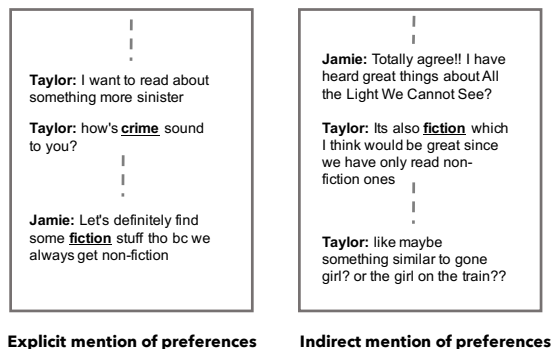 Taylor: I want to read about
something more sinister
Taylor: how's crime sound
to you?
Jamie: Let's definitely find
some fiction stuff tho bc we
always get non-fiction
Explicit mention of preferences
Jamie: Totally agree!! I have
heard great things about All
the Light We Cannot See?
Taylor: Its also fiction which
I think would be great since
we have only read non-
fiction ones
Taylor: like maybe
something similar to gone
girl? or the girl on the train??
Indirect mention of preferences